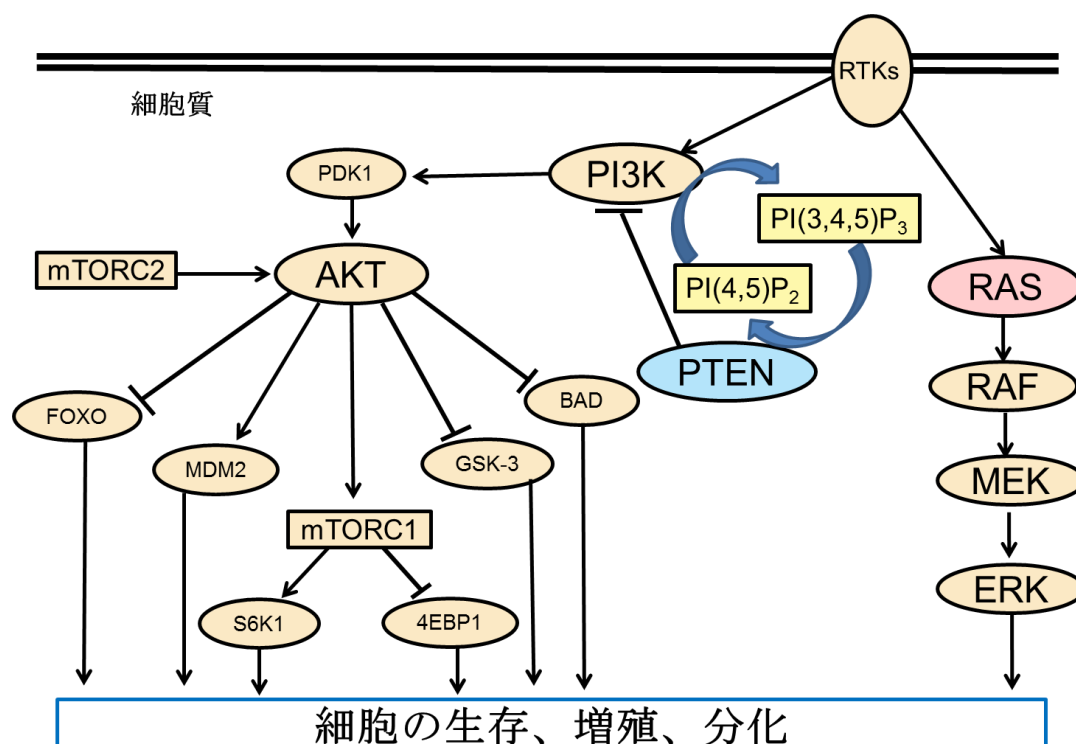 RTKs
細胞質
PDK1
PI3K
PI(3,4,5)P₃
mTORC2
AKT
PI(4,5)P₂
RAS
PTEN
RAF
FOXO
BAD
MDM2
GSK-3
MEK
mTORC1
ERK
S6K1
4EBP1
細胞の生存、増殖、分化